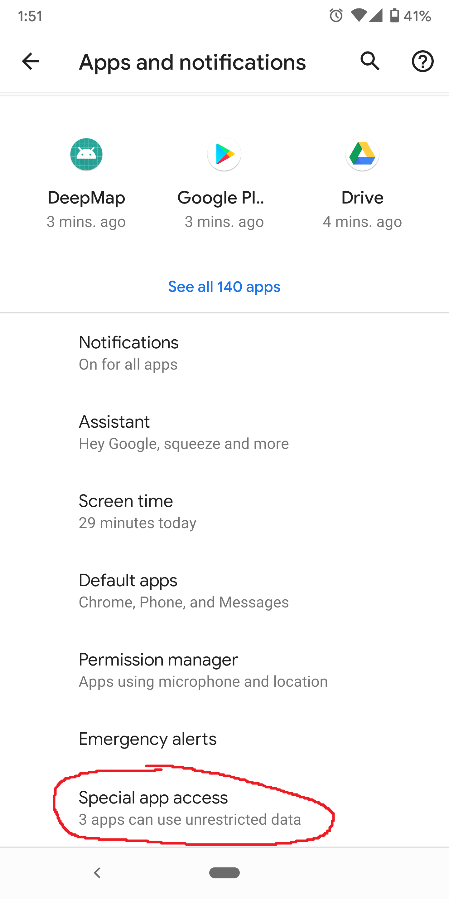 1:51 41%
Apps and notifications
DeepMap Google Pl.. Drive
3 mins. ago 3 mins. ago 4 mins. ago
See all 140 apps
Notifications
On for all apps
Assistant
Hey Google, squeeze and more
Screen time
29 minutes today
Default apps
Chrome, Phone, and Messages
Permission manager
Apps using microphone and location
Emergency alerts
Special app access
3 apps can use unrestricted data